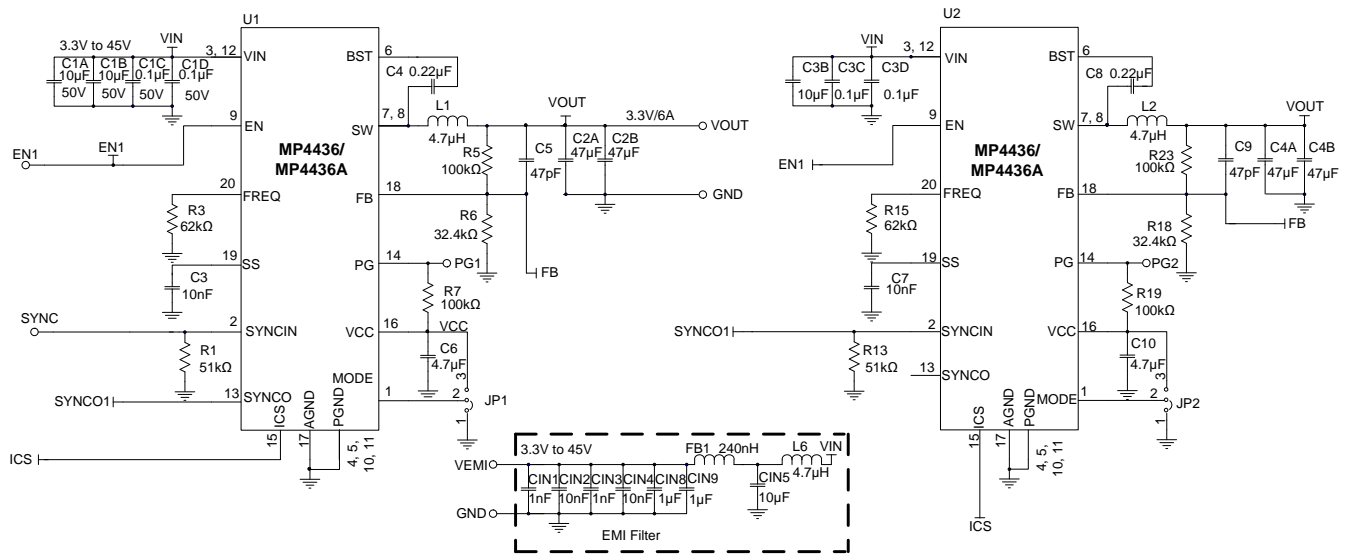 U1
3.3V to 45V
VIN
C1A
10µF
50V
C1B
10µF
50V
C1C
0.1µF
50V
C1D
0.1µF
50V
3, 12
VIN
EN1
EN1
9
EN
20
FREQ
R3
62kΩ
19
SS
C3
10nF
SYNC
2
SYNCIN
R1
51kΩ
SYNCO1
13
SYNCO
ICS
15
ICS
AGND
17
PGND
4, 5,
10, 11
MP4436/
MP4436A
BST
6
C4 0.22µF
7, 8
SW
L1
4.7µH
VOUT
3.3V/6A
VOUT
R5
100kΩ
C5
47pF
C2A
47µF
C2B
47µF
GND
FB
18
R6
32.4kΩ
FB
PG
14
PG1
R7
100kΩ
VCC
16
VCC
C6
4.7µF
MODE
1
3
2
1
JP1
VEMI
3.3V to 45V
CIN1
1nF
CIN2
10nF
CIN3
1nF
CIN4
10nF
CIN8
1µF
CIN9
1µF
FB1 240nH
CIN5
10µF
L6
4.7µH
VIN
GND
EMI Filter
U2
VIN
3, 12
VIN
C3B
10µF
C3C
0.1µF
C3D
0.1µF
EN1
9
EN
20
FREQ
R15
62kΩ
19
SS
C7
10nF
SYNCO1
2
SYNCIN
R13
51kΩ
13
SYNCO
ICS
15
ICS
AGND
17
PGND
4, 5,
10, 11
MP4436/
MP4436A
BST
6
C8 0.22µF
7, 8
SW
L2
4.7µH
VOUT
R23
100kΩ
C9
47pF
C4A
47µF
C4B
47µF
FB
18
FB
R18
32.4kΩ
PG
14
PG2
R19
100kΩ
VCC
16
C10
4.7µF
MODE
1
3
2
1
JP2